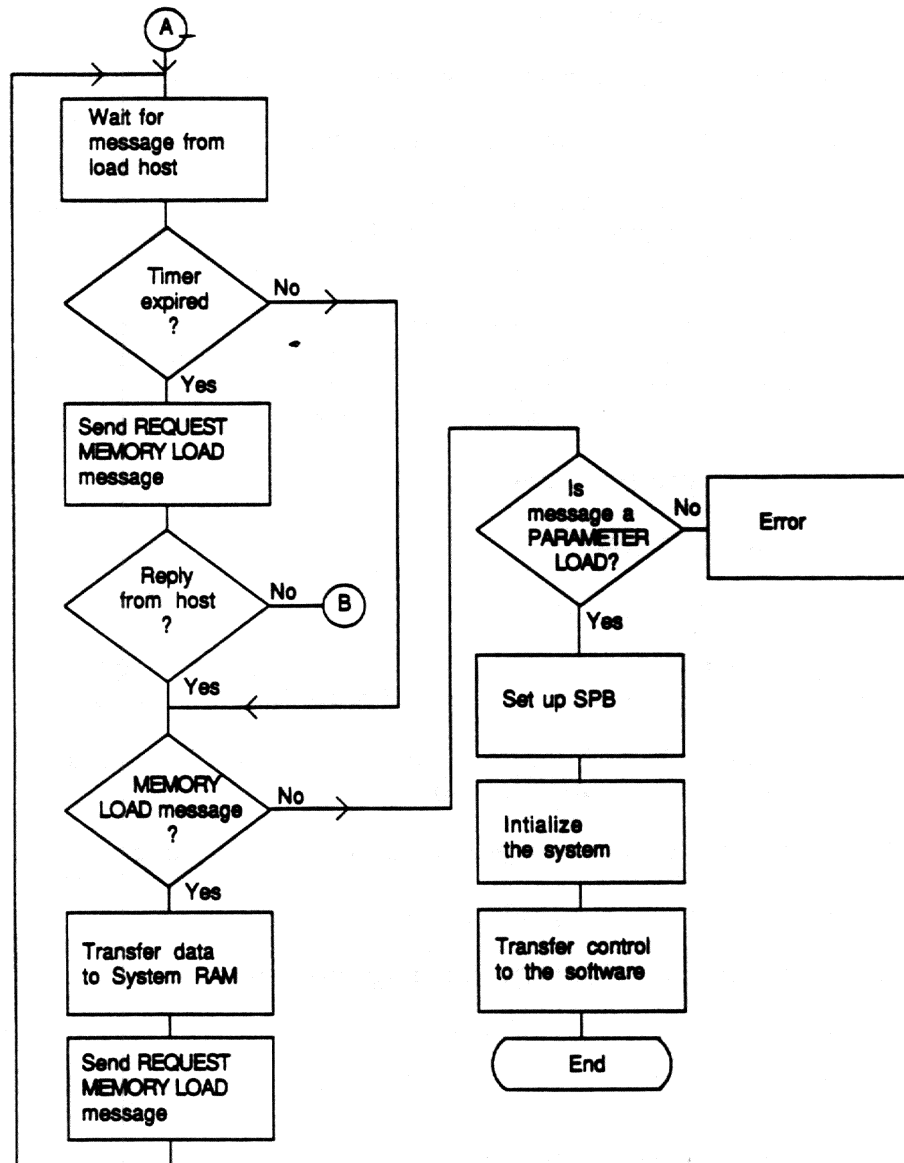 A
Wait for
message from
load host
Timer
expired
?
No
Yes
Send REQUEST
MEMORY LOAD
message
Reply
from host
?
No
B
Yes
MEMORY
LOAD message
?
No
Yes
Transfer data
to System RAM
Send REQUEST
MEMORY LOAD
message
Is
message a
PARAMETER
LOAD?
No
Error
Yes
Set up SPB
Intialize
the system
Transfer control
to the software
End